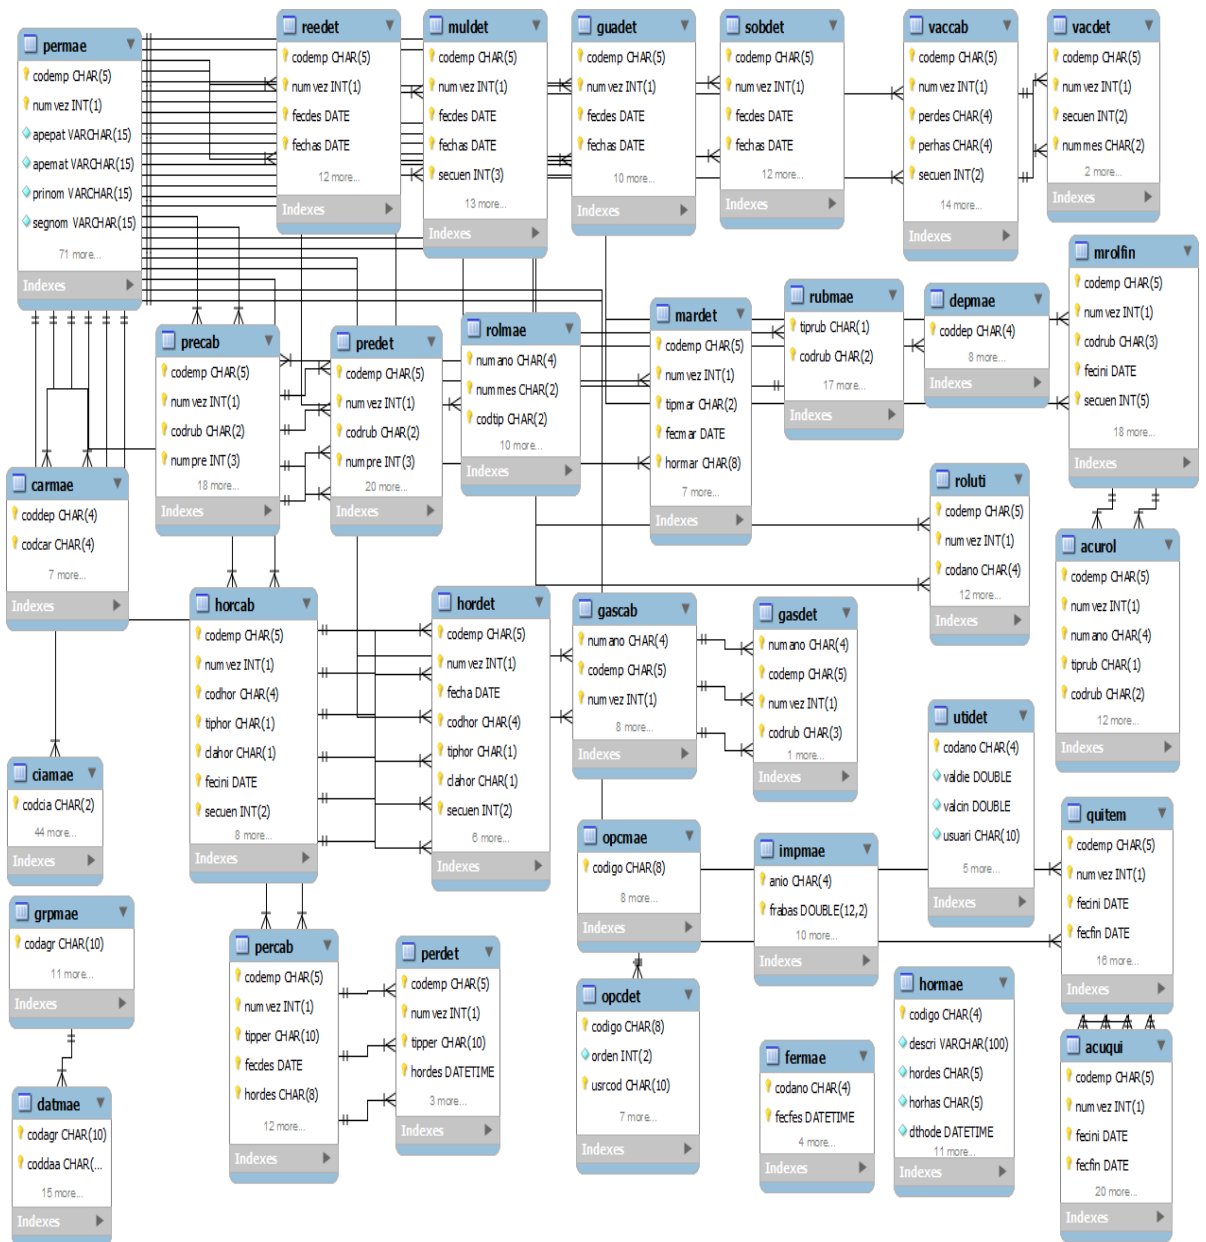 permae
codemp CHAR(5)
numvez INT(1)
apepat VARCHAR(15)
apemat VARCHAR(15)
prinom VARCHAR(15)
segnom VARCHAR(15)
71 more...
Indexes
reedet
codemp CHAR(5)
numvez INT(1)
fecdes DATE
fechas DATE
12 more...
Indexes
muldet
codemp CHAR(5)
numvez INT(1)
fecdes DATE
fechas DATE
secuen INT(3)
13 more...
Indexes
guadet
codemp CHAR(5)
numvez INT(1)
fecdes DATE
fechas DATE
10 more...
Indexes
sobdet
codemp CHAR(5)
numvez INT(1)
fecdes DATE
fechas DATE
12 more...
Indexes
vaccab
codemp CHAR(5)
numvez INT(1)
perdes CHAR(4)
perhas CHAR(4)
secuen INT(2)
14 more...
Indexes
vacdet
codemp CHAR(5)
numvez INT(1)
secuen INT(2)
nummes CHAR(2)
2 more...
Indexes
precab
codemp CHAR(5)
numvez INT(1)
codrub CHAR(2)
numpre INT(3)
18 more...
Indexes
predet
codemp CHAR(5)
numvez INT(1)
codrub CHAR(2)
numpre INT(3)
20 more...
Indexes
rolmae
numano CHAR(4)
nummes CHAR(2)
codtip CHAR(2)
10 more...
Indexes
mardet
codemp CHAR(5)
numvez INT(1)
tipmar CHAR(2)
fecmar DATE
hormar CHAR(8)
7 more...
Indexes
rubmae
tiprub CHAR(1)
codrub CHAR(2)
17 more...
Indexes
depmae
coddep CHAR(4)
8 more...
Indexes
mrolfin
codemp CHAR(5)
numvez INT(1)
codrub CHAR(3)
fecini DATE
secuen INT(5)
18 more...
Indexes
carmae
coddep CHAR(4)
codcar CHAR(4)
7 more...
Indexes
roluti
codemp CHAR(5)
numvez INT(1)
codano CHAR(4)
12 more...
Indexes
acurol
codemp CHAR(5)
numvez INT(1)
numano CHAR(4)
tiprub CHAR(1)
codrub CHAR(2)
12 more...
Indexes
horcab
codemp CHAR(5)
numvez INT(1)
codhor CHAR(4)
tiphor CHAR(1)
clahor CHAR(1)
fecini DATE
secuen INT(2)
8 more...
Indexes
hordet
codemp CHAR(5)
numvez INT(1)
fecha DATE
codhor CHAR(4)
tiphor CHAR(1)
clahor CHAR(1)
secuen INT(2)
6 more...
Indexes
gascab
numano CHAR(4)
codemp CHAR(5)
numvez INT(1)
8 more...
Indexes
gasdet
numano CHAR(4)
codemp CHAR(5)
numvez INT(1)
codrub CHAR(3)
1 more...
Indexes
utidet
codano CHAR(4)
valdie DOUBLE
valcin DOUBLE
usuari CHAR(10)
5 more...
Indexes
ciamae
codcia CHAR(2)
44 more...
Indexes
opcmae
codigo CHAR(8)
8 more...
Indexes
impmae
anio CHAR(4)
frabas DOUBLE(12,2)
10 more...
Indexes
quitem
codemp CHAR(5)
numvez INT(1)
fecini DATE
fecfin DATE
16 more...
Indexes
grpmae
codagr CHAR(10)
11 more...
Indexes
percab
codemp CHAR(5)
numvez INT(1)
tipper CHAR(10)
fecdes DATE
hordes CHAR(8)
12 more...
Indexes
perdet
codemp CHAR(5)
numvez INT(1)
tipper CHAR(10)
hordes DATETIME
3 more...
Indexes
opcdet
codigo CHAR(8)
orden INT(2)
usrcod CHAR(10)
7 more...
Indexes
fermae
codano CHAR(4)
fecfes DATETIME
4 more...
Indexes
hormae
codigo CHAR(4)
descri VARCHAR(100)
hordes CHAR(5)
horhas CHAR(5)
dthode DATETIME
11 more...
Indexes
acuqui
codemp CHAR(5)
numvez INT(1)
fecini DATE
fecfin DATE
20 more...
Indexes
datmae
codagr CHAR(10)
coddaa CHAR(...
15 more...
Indexes